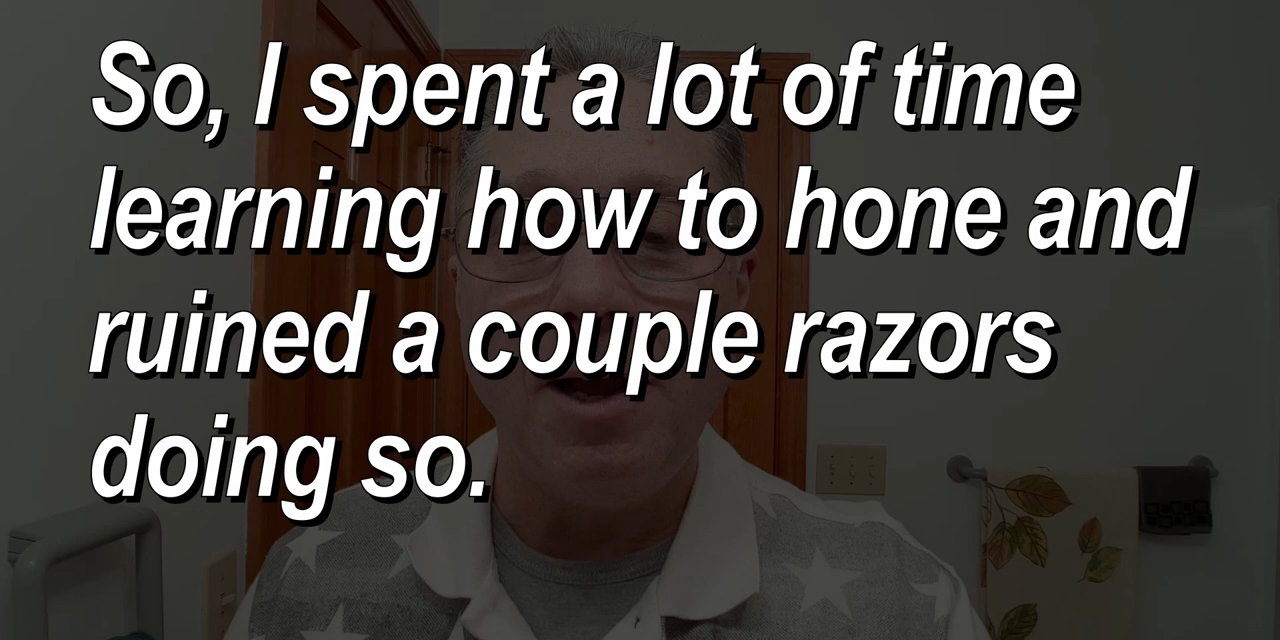 So, I spent a lot of time
learning how to hone and
ruined a couple razors
doing so.